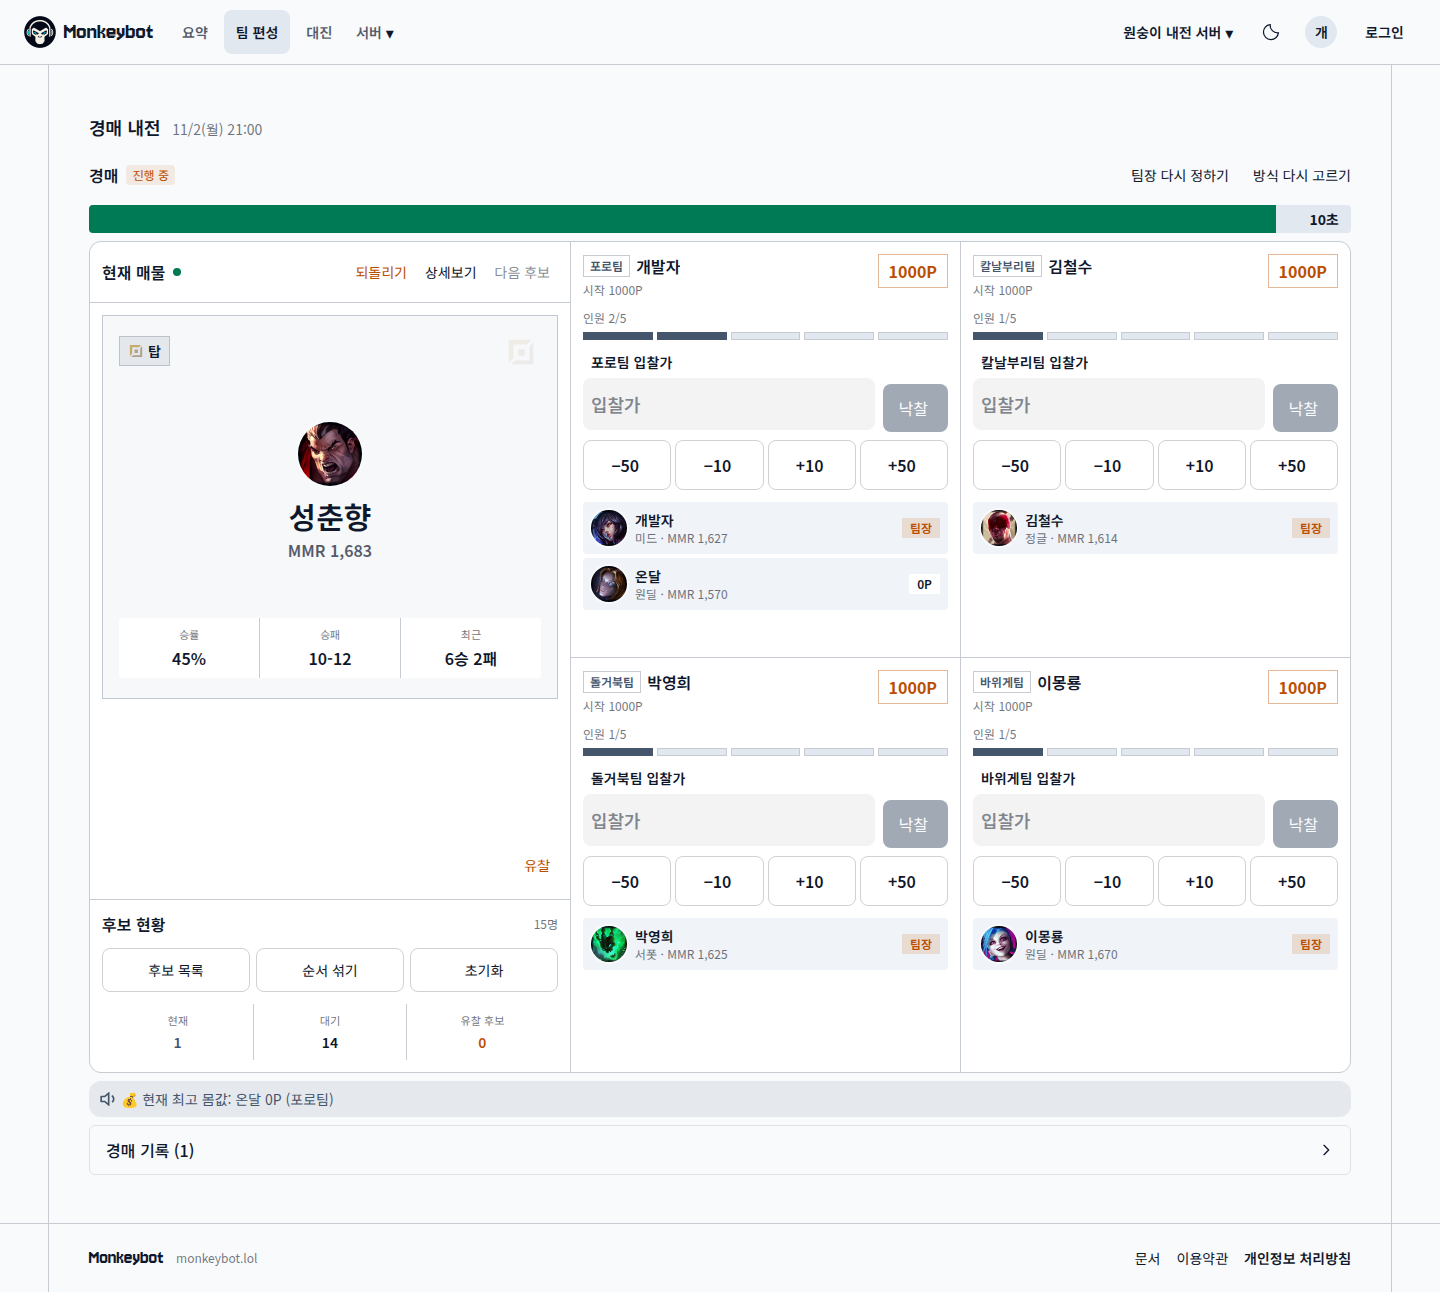 Monkeybot 요약 팀 편성 대진 서버 ▾ 원숭이 내전 서버 ▾ 개 로그인
경매 내전 11/2(월) 21:00
경매 진행 중 팀장 다시 정하기 방식 다시 고르기
10초
현재 매물 되돌리기 상세보기 다음 후보
탑
성춘향
MMR 1,683
승률 승패 최근
45% 10-12 6승 2패
유찰
후보 현황 15명
후보 목록 순서 섞기 초기화
현재 대기 유찰 후보
1 14 0
포로팀 개발자 1000P
시작 1000P
인원 2/5
포로팀 입찰가
입찰가 낙찰
−50 −10 +10 +50
개발자
미드 · MMR 1,627 팀장
온달
원딜 · MMR 1,570 0P
칼날부리팀 김철수 1000P
시작 1000P
인원 1/5
칼날부리팀 입찰가
입찰가 낙찰
−50 −10 +10 +50
김철수
정글 · MMR 1,614 팀장
돌거북팀 박영희 1000P
시작 1000P
인원 1/5
돌거북팀 입찰가
입찰가 낙찰
−50 −10 +10 +50
박영희
서폿 · MMR 1,625 팀장
바위게팀 이몽룡 1000P
시작 1000P
인원 1/5
바위게팀 입찰가
입찰가 낙찰
−50 −10 +10 +50
이몽룡
원딜 · MMR 1,670 팀장
💰 현재 최고 몸값: 온달 0P (포로팀)
경매 기록 (1)
Monkeybot monkeybot.lol 문서 이용약관 개인정보 처리방침